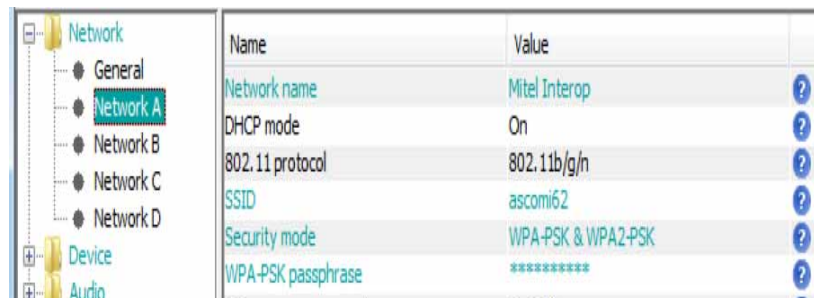 Network
General
Network A
Network B
Network C
Network D
Device
Audio
Name Value
Network name Mitel Interop
DHCP mode On
802.11 protocol 802.11b/g/n
SSID ascomi62
Security mode WPA-PSK & WPA2-PSK
WPA-PSK passphrase **********